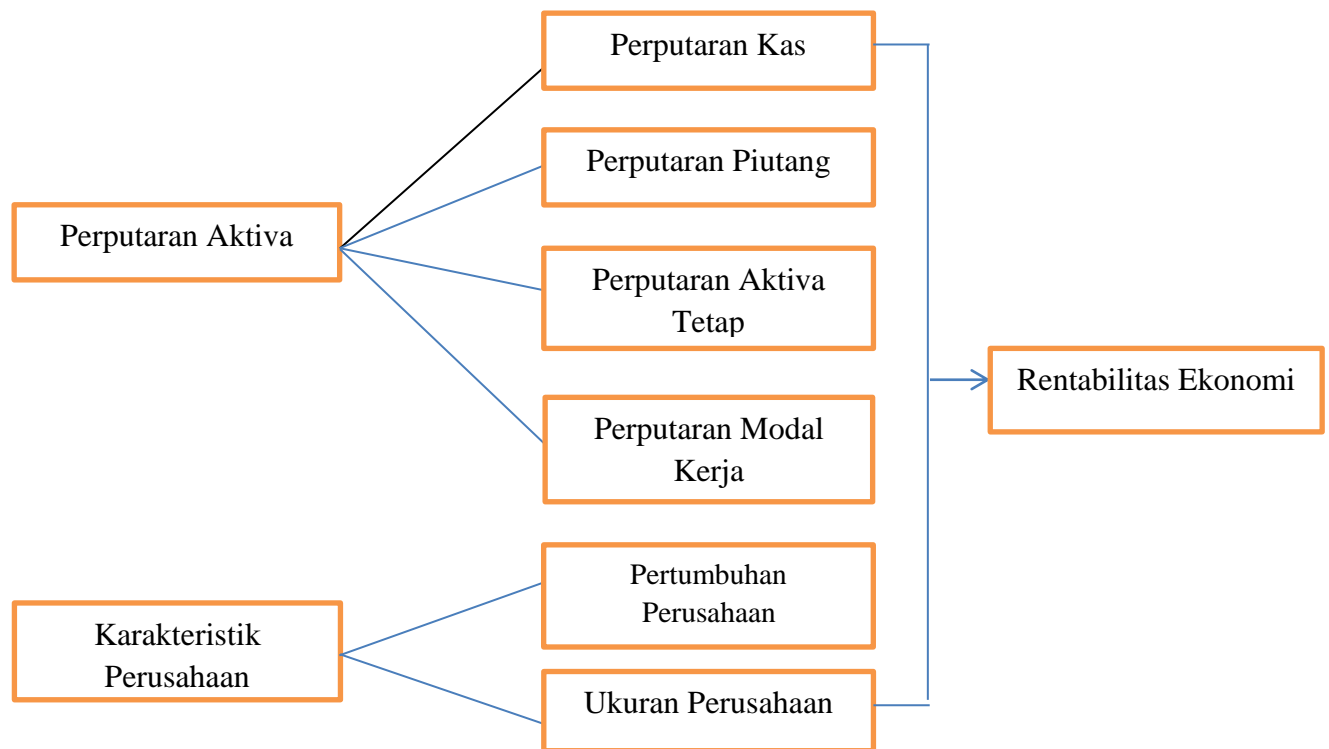 Perputaran Kas
Perputaran Piutang
Perputaran Aktiva
Perputaran Aktiva
Tetap
Rentabilitas Ekonomi
Perputaran Modal
Kerja
Pertumbuhan
Perusahaan
Karakteristik
Perusahaan
Ukuran Perusahaan